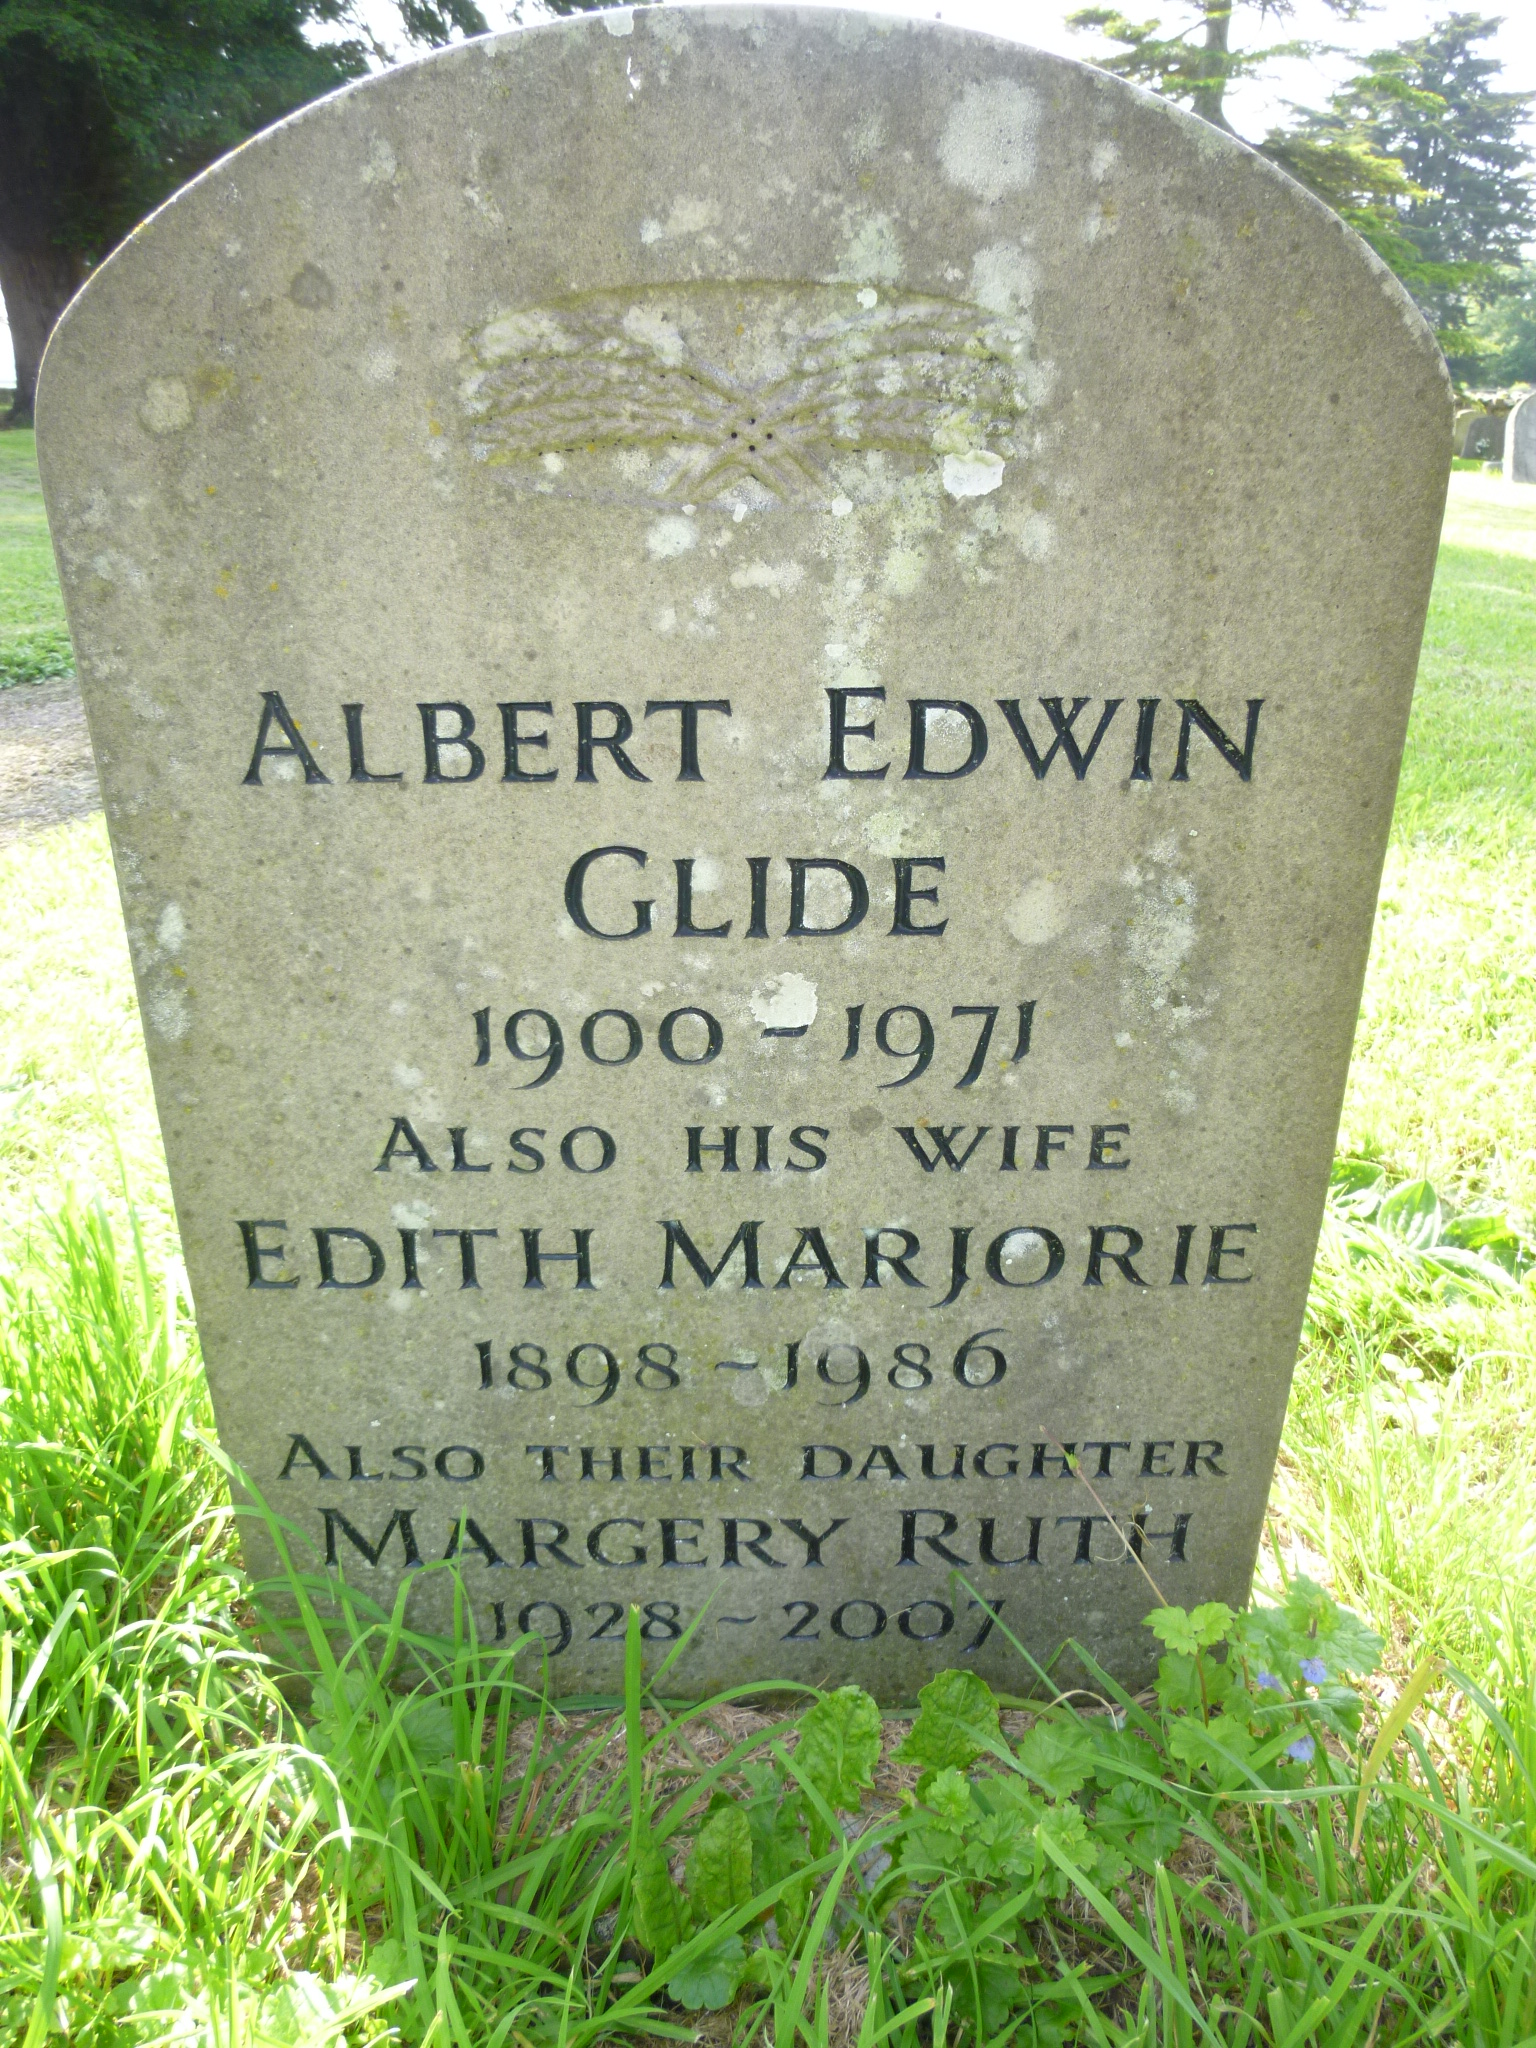 ALBERT EDWIN
GLIDE
1900 - 1971
ALSO HIS WIFE
EDITH MARJORIE
1898 ~ 1986
ALSO THEIR DAUGHTER
MARGERY RUTH
1928 ~ 2007